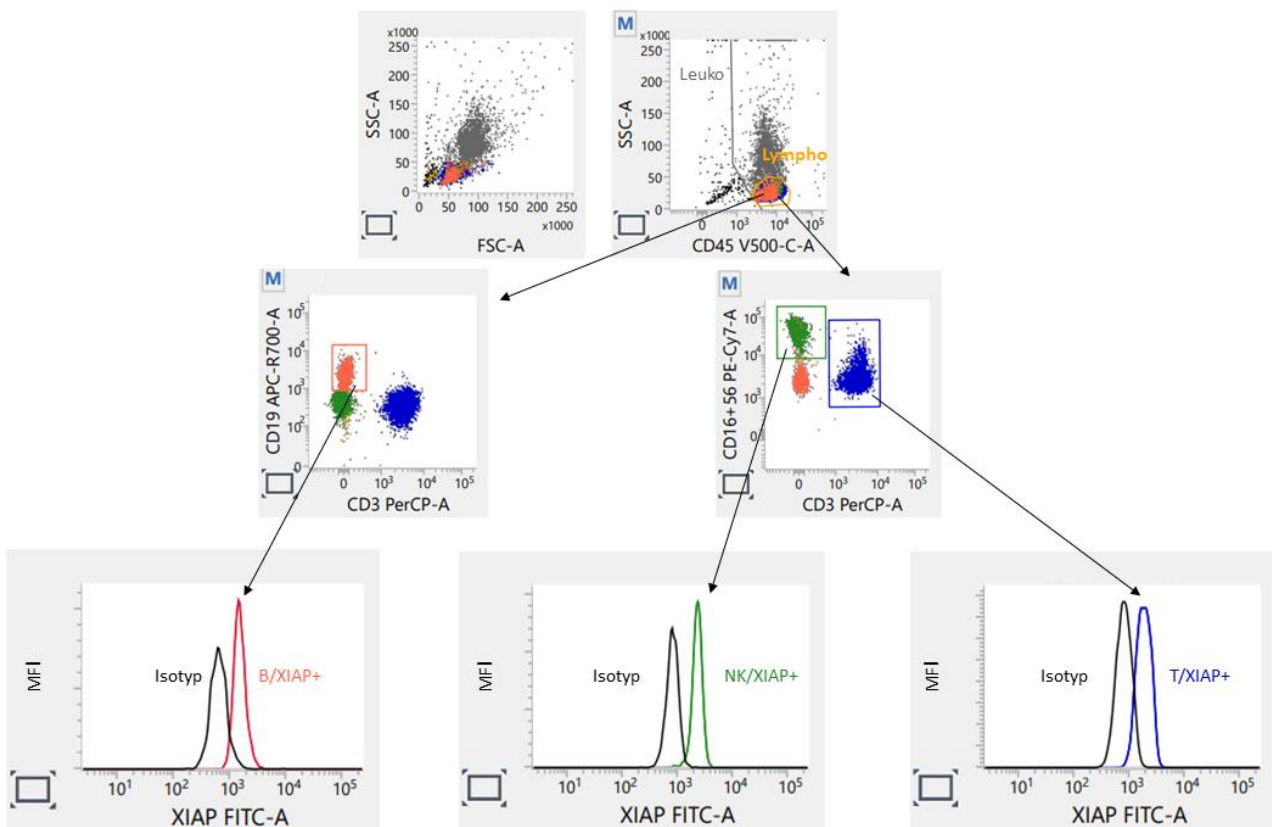 x1000
250
200
150
100
50
0
SSC-A
0 50 100 150 200 250
x1000
FSC-A
M
x1000
250
200
150
100
50
0
SSC-A
Leuko
Lympho
0 10³ 10⁴ 10⁵
CD45 V500-C-A
M
10⁵
10⁴
10³
10²
0
CD19 APC-R700-A
0 10³ 10⁴ 10⁵
CD3 PerCP-A
M
10⁵
10⁴
10³
0
CD16+56 PE-Cy7-A
0 10³ 10⁴ 10⁵
CD3 PerCP-A
MFI
Isotyp
B/XIAP+
10¹ 10² 10³ 10⁴ 10⁵
XIAP FITC-A
MFI
Isotyp
NK/XIAP+
10¹ 10² 10³ 10⁴ 10⁵
XIAP FITC-A
MFI
Isotyp
T/XIAP+
10¹ 10² 10³ 10⁴ 10⁵
XIAP FITC-A